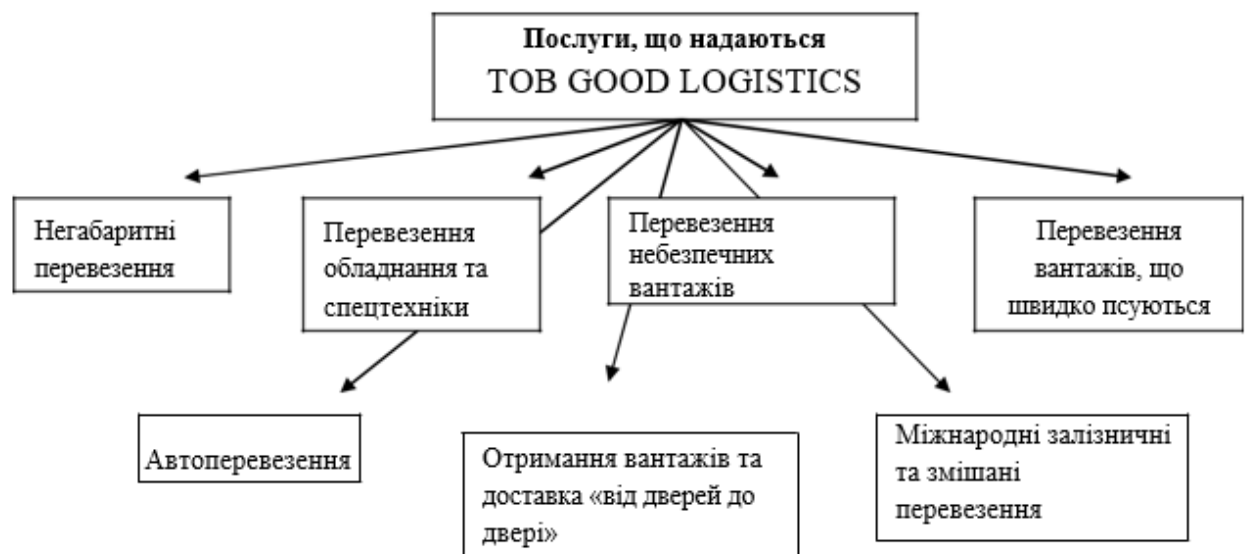 Послуги, що надаються
ТОВ GOOD LOGISTICS
Негабаритні
перевезення
Перевезення
обладнання та
спецтехніки
Перевезення
небезпечних
вантажів
Перевезення
вантажів, що
швидко псуються
Автоперевезення
Отримання вантажів та
доставка «від дверей до
двері»
Міжнародні залізничні
та змішані
перевезення